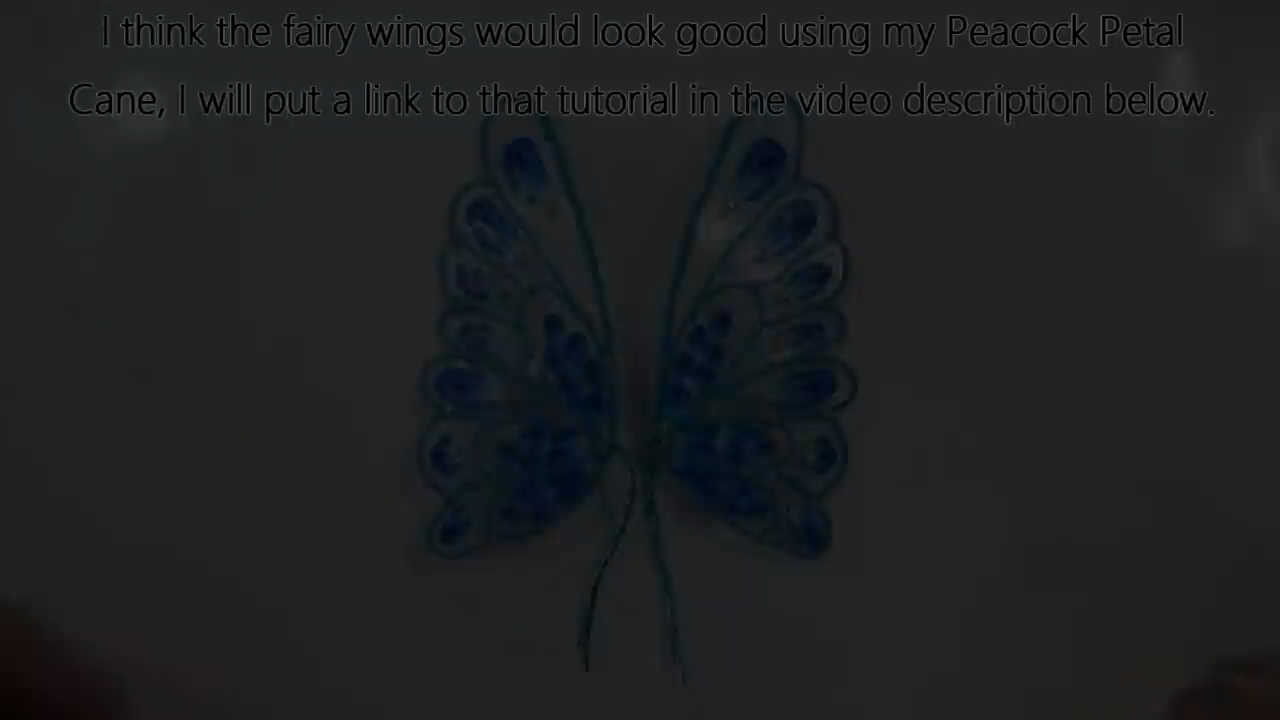 I think the fairy wings would look good using my Peacock Petal
Cane, I will put a link to that tutorial in the video description below.